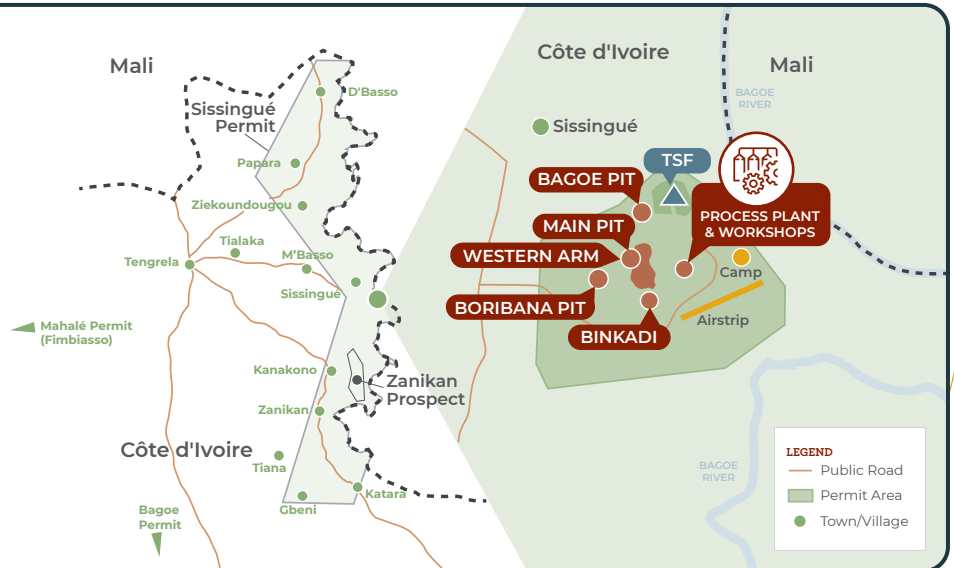 Mali
D'Basso
Sissingué
Permit
Papara
Ziekoundougou
Tialaka
M'Basso
Tengrela
Sissingué
Mahalé Permit
(Fimbiasso)
Kanakono
Zanikan
Prospect
Zanikan
Côte d'Ivoire
Tiana
Katara
Gbeni
Bagoe
Permit
Côte d'Ivoire
Mali
BAGOE
RIVER
Sissingué
TSF
BAGOE PIT
PROCESS PLANT
& WORKSHOPS
MAIN PIT
WESTERN ARM
Camp
BORIBANA PIT
Airstrip
BINKADI
BAGOE
RIVER
LEGEND
Public Road
Permit Area
Town/Village